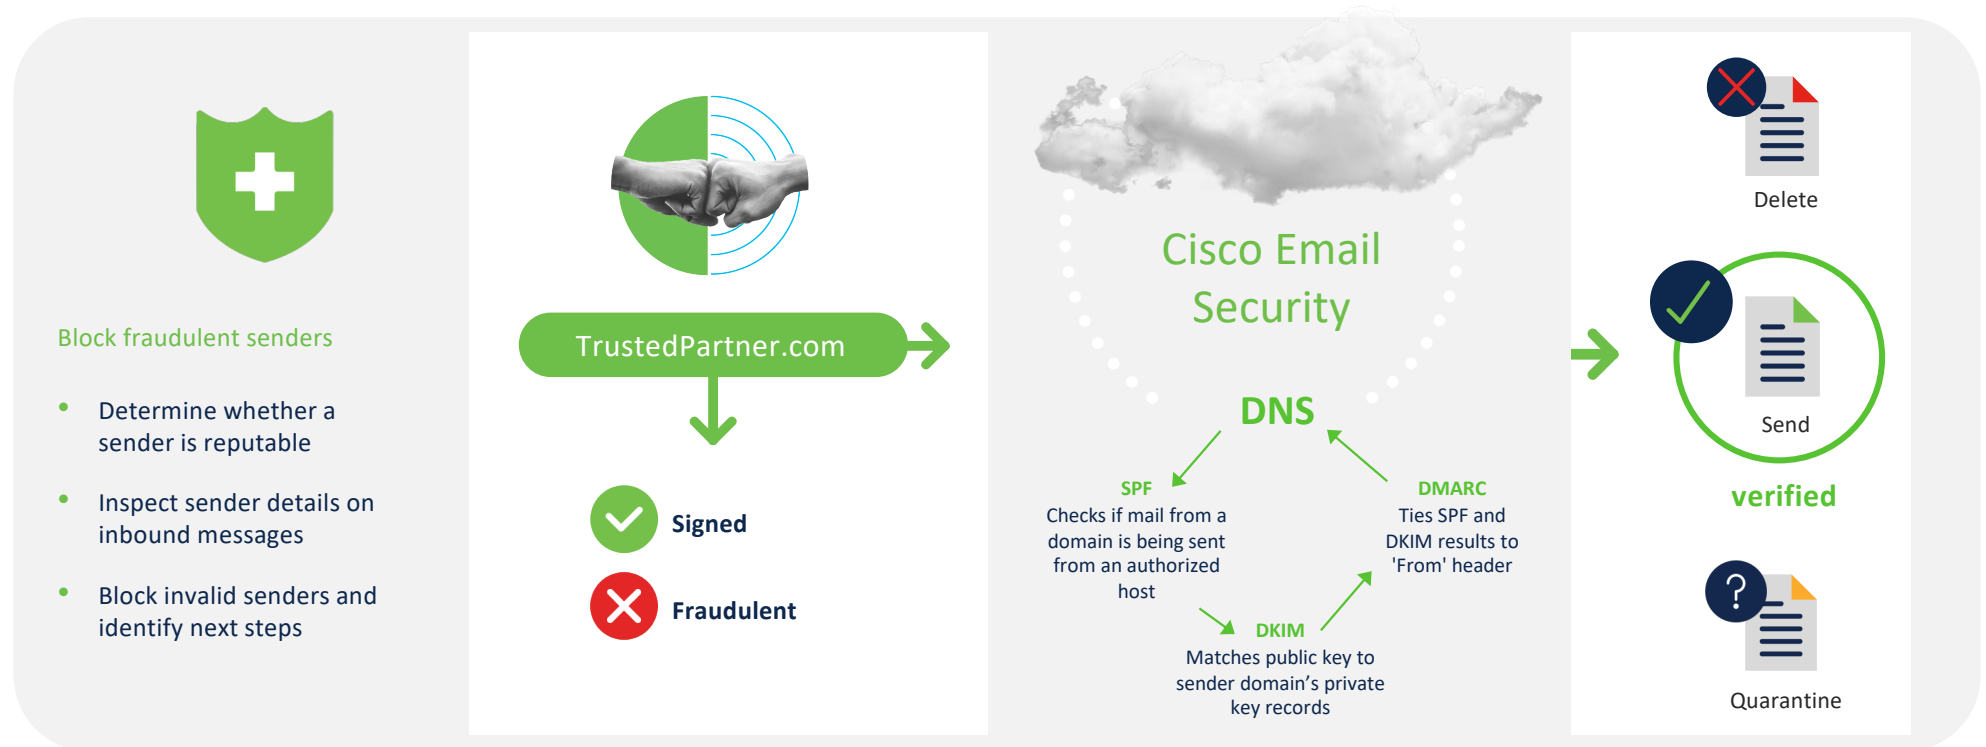 Block fraudulent senders
• Determine whether a
sender is reputable
• Inspect sender details on
inbound messages
• Block invalid senders and
identify next steps
TrustedPartner.com
Signed
Fraudulent
Cisco Email
Security
DNS
SPF
Checks if mail from a
domain is being sent
from an authorized
host
DKIM
Matches public key to
sender domain’s private
key records
DMARC
Ties SPF and
DKIM results to
'From' header
Delete
Send
verified
?
Quarantine